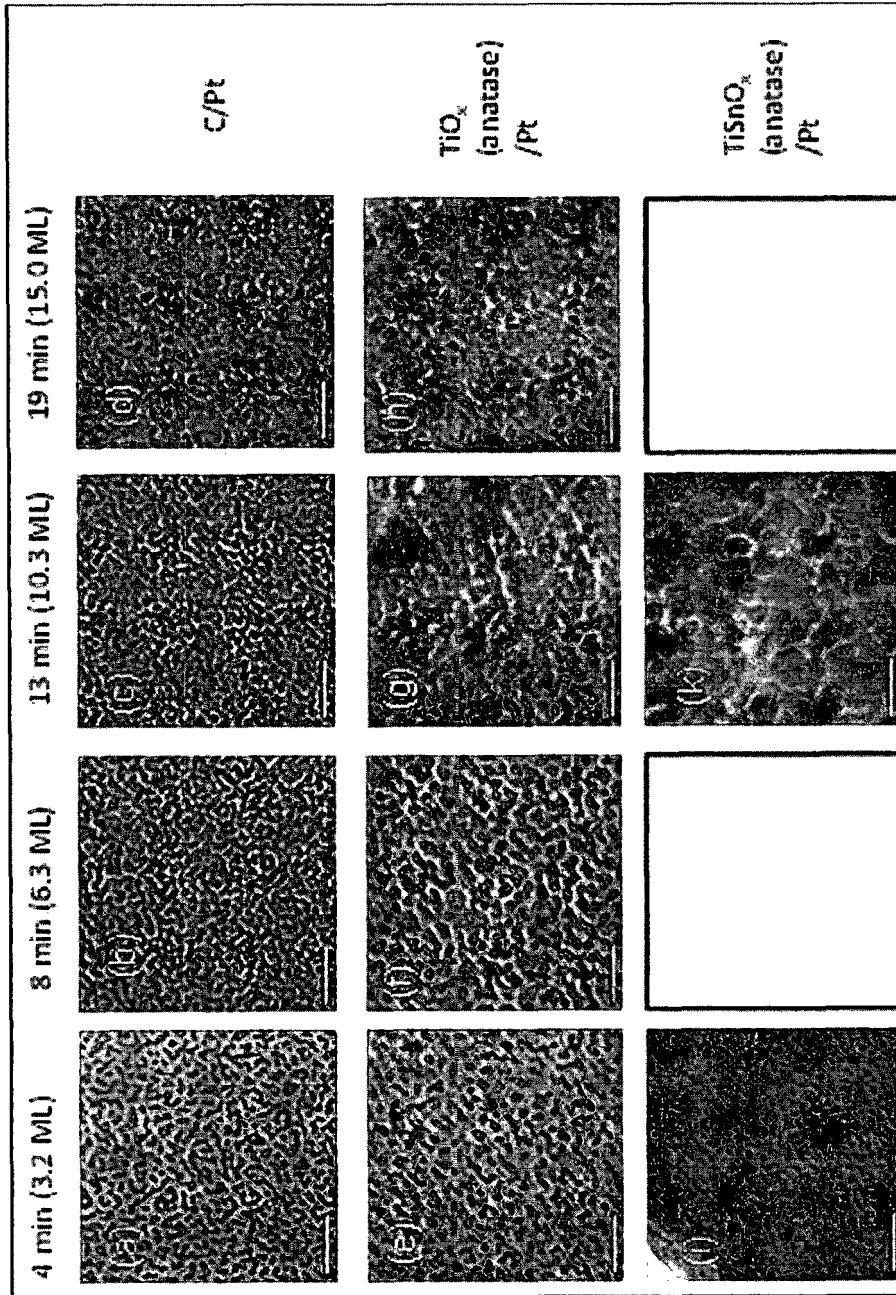 4 min (3.2 ML)
8 min (6.3 ML)
13 min (10.3 ML)
19 min (15.0 ML)
(a)
(b)
(c)
(d)
C/Pt
(e)
(f)
(g)
(h)
TiOₓ
(anatase)
/Pt
(i)
(k)
TiSnOₓ
(anatase)
/Pt